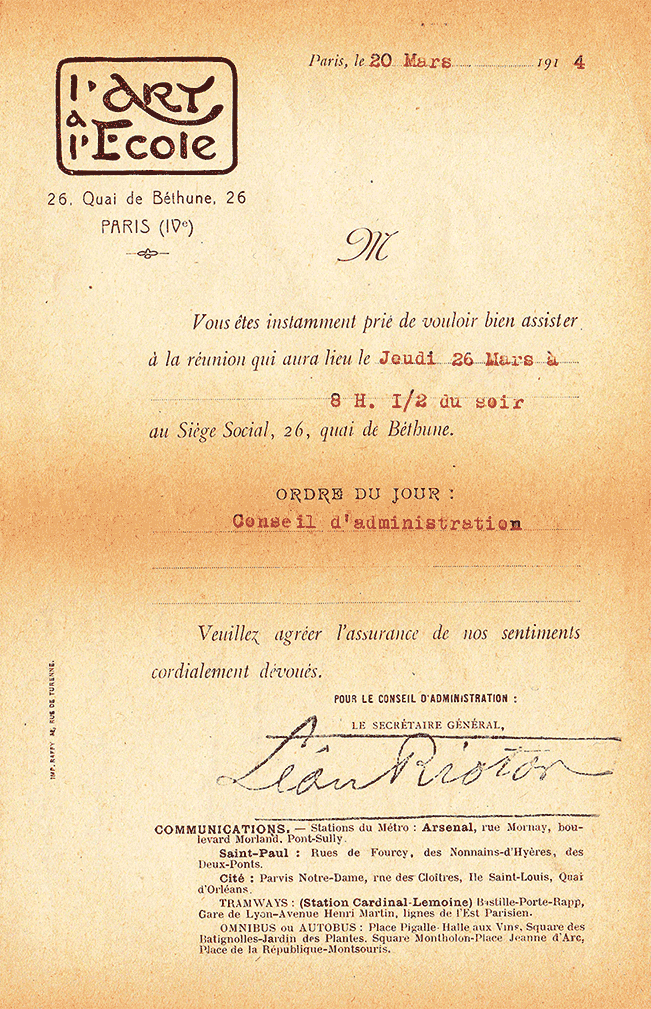 Paris, le 20 Mars 191 4
l'ART
à
l'Ecole
26, Quai de Béthune, 26
PARIS (IVe)
M
Vous êtes instamment prié de vouloir bien assister
à la réunion qui aura lieu le Jeudi 26 Mars à
8 H. I/2 du soir
au Siège Social, 26, quai de Béthune.
ORDRE DU JOUR :
Conseil d'administration
Veuillez agréer l'assurance de nos sentiments
cordialement dévoués.
POUR LE CONSEIL D'ADMINISTRATION :
LE SECRÉTAIRE GÉNÉRAL,
Léon Riotor
IMP. RAFFY, RUE DE TURENNE.
COMMUNICATIONS. — Stations du Métro : Arsenal, rue Mornay, bou-
levard Morland, Pont-Sully.
Saint-Paul : Rues de Fourcy, des Nonnains-d'Hyères, des
Deux-Ponts.
Cité : Parvis Notre-Dame, rue des Cloîtres, Ile Saint-Louis, Quai
d'Orléans.
TRAMWAYS : (Station Cardinal-Lemoine) Bastille-Porte-Rapp,
Gare de Lyon-Avenue Henri Martin, lignes de l'Est Parisien.
OMNIBUS ou AUTOBUS : Place Pigalle-Halle aux Vins, Square des
Batignolles-Jardin des Plantes, Square Montholon-Place Jeanne d'Arc,
Place de la République-Montsouris.